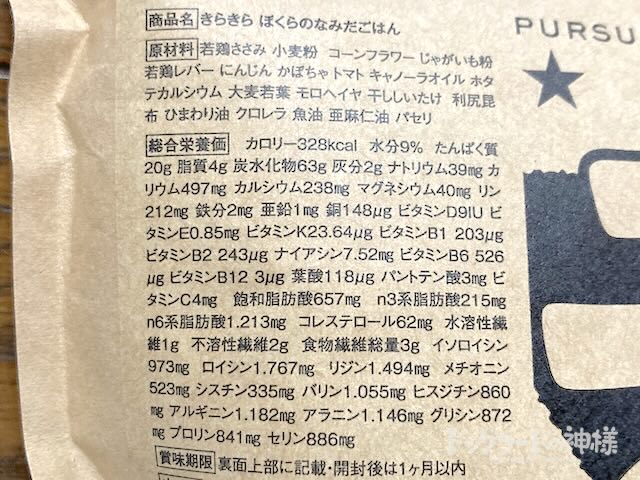 商品名 きらきら ぼくらのなみだごはん
PURSU
原材料 若鶏ささみ 小麦粉 コーンフラワー じゃがいも粉
若鶏レバー にんじん かぼちゃ トマト キャノーラオイル ホタ
テカルシウム 大麦若葉 モロヘイヤ 干ししいたけ 利尻昆
布 ひまわり油 クロレラ 魚油 亜麻仁油 パセリ
総合栄養価 カロリー328kcal 水分9% たんぱく質
20g 脂質4g 炭水化物63g 灰分2g ナトリウム39mg カ
リウム497mg カルシウム238mg マグネシウム40mg リン
212mg 鉄分2mg 亜鉛1mg 銅148μg ビタミンD9IU ビ
タミンE0.85mg ビタミンK23.64μg ビタミンB1 203μg
ビタミンB2 243μg ナイアシン7.52mg ビタミンB6 526
μg ビタミンB12 3μg 葉酸118μg パントテン酸3mg ビ
タミンC4mg 飽和脂肪酸657mg n3系脂肪酸215mg
n6系脂肪酸1.213mg コレステロール62mg 水溶性繊
維1g 不溶性繊維2g 食物繊維総量3g イソロイシン
973mg ロイシン1.767mg リジン1.494mg メチオニン
523mg シスチン335mg バリン1.055mg ヒスジチン860
mg アルギニン1.182mg アラニン1.146mg グリシン872
mg プロリン841mg セリン886mg
ドッグフードの神様
賞味期限 裏面上部に記載・開封後は1ヶ月以内